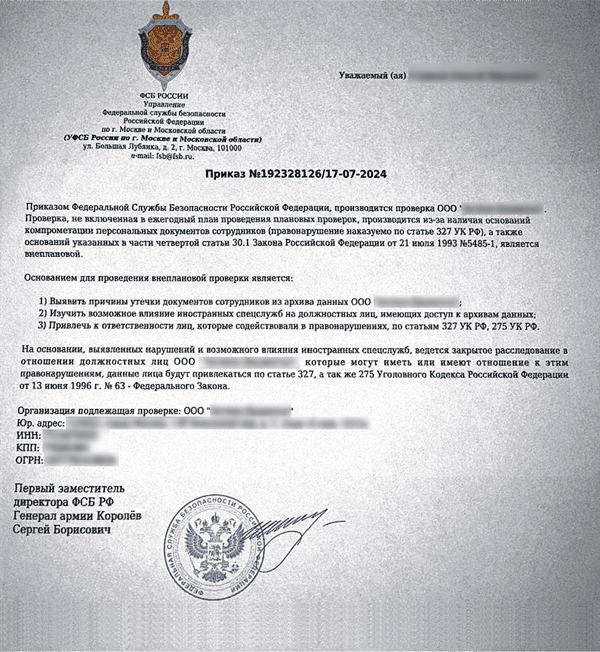 ФСБ РОССИИ
Управление
Федеральной службы безопасности
Российской Федерации
по г. Москве и Московской области
(УФСБ России по г. Москве и Московской области)
ул. Большая Лубянка, д. 2, г. Москва, 101000
e-mail: fsb@fsb.ru.
Уважаемый (ая)
Приказ №192328126/17-07-2024
Приказом Федеральной Службы Безопасности Российской Федерации, производится проверка ООО " .
Проверка, не включенная в ежегодный план проведения плановых проверок, производится из-за наличия оснований
компрометации персональных документов сотрудников (правонарушение наказуемо по статье 327 УК РФ), а также
оснований указанных в части четвертой статьи 30.1 Закона Российской Федерации от 21 июля 1993 №5485-1, является
внеплановой.
Основанием для проведения внеплановой проверки является:
1) Выявить причины утечки документов сотрудников из архива данных ООО ;
2) Изучить возможное влияние иностранных спецслужб на должностных лиц, имеющих доступ к архивам данных;
3) Привлечь к ответственности лиц, которые содействовали в правонарушениях, по статьям 327 УК РФ, 275 УК РФ.
На основании, выявленных нарушений и возможного влияния иностранных спецслужб, ведется закрытое расследование в
отношении должностных лиц ООО которые могут иметь или имеют отношение к этим
правонарушениям, данные лица будут привлекаться по статье 327, а так же 275 Уголовного Кодекса Российской Федерации
от 13 июня 1996 г. № 63 - Федерального Закона.
Организация подлежащая проверке: ООО " "
Юр. адрес:
ИНН:
КПП:
ОГРН:
Первый заместитель
директора ФСБ РФ
Генерал армии Королёв
Сергей Борисович
ФЕДЕРАЛЬНАЯ СЛУЖБА БЕЗОПАСНОСТИ РОССИЙСКОЙ ФЕДЕРАЦИИ